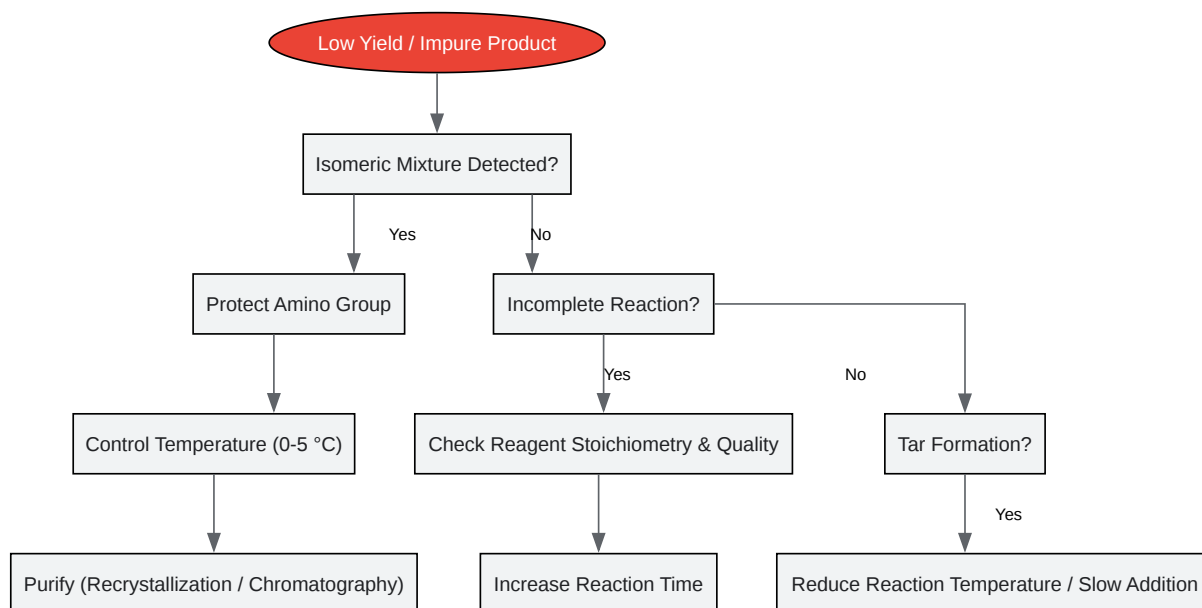 Low Yield / Impure Product
Isomeric Mixture Detected?
Yes
No
Protect Amino Group
Incomplete Reaction?
Yes
No
Control Temperature (0-5 °C)
Check Reagent Stoichiometry & Quality
Tar Formation?
Yes
Purify (Recrystallization / Chromatography)
Increase Reaction Time
Reduce Reaction Temperature / Slow Addition